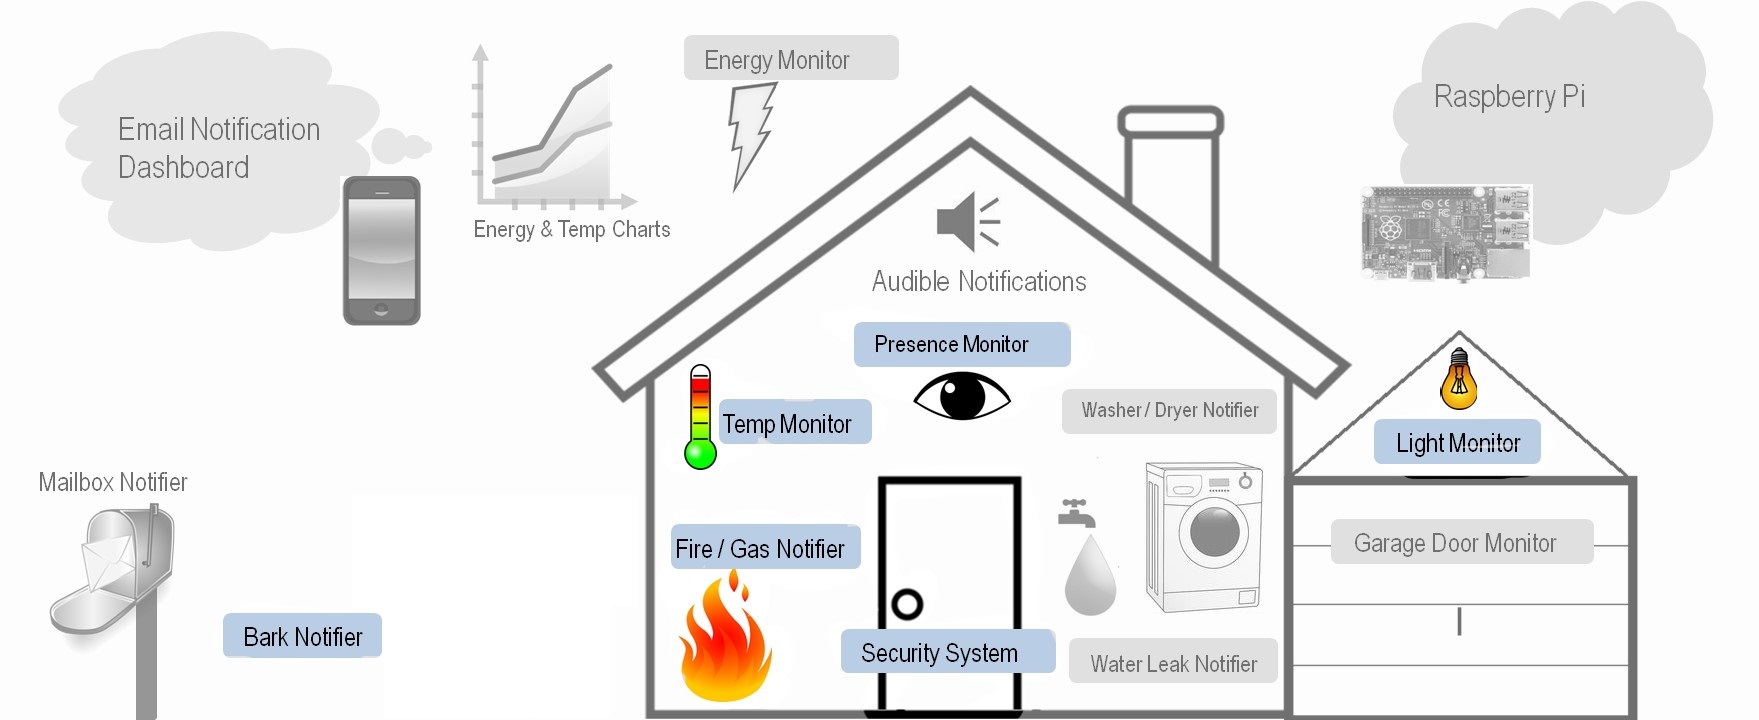 Energy Monitor
Raspberry Pi
Email Notification
Dashboard
Energy & Temp Charts
Audible Notifications
Presence Monitor
Washer / Dryer Notifier
Temp Monitor
Light Monitor
Mailbox Notifier
Fire / Gas Notifier
Garage Door Monitor
Bark Notifier
Security System
Water Leak Notifier